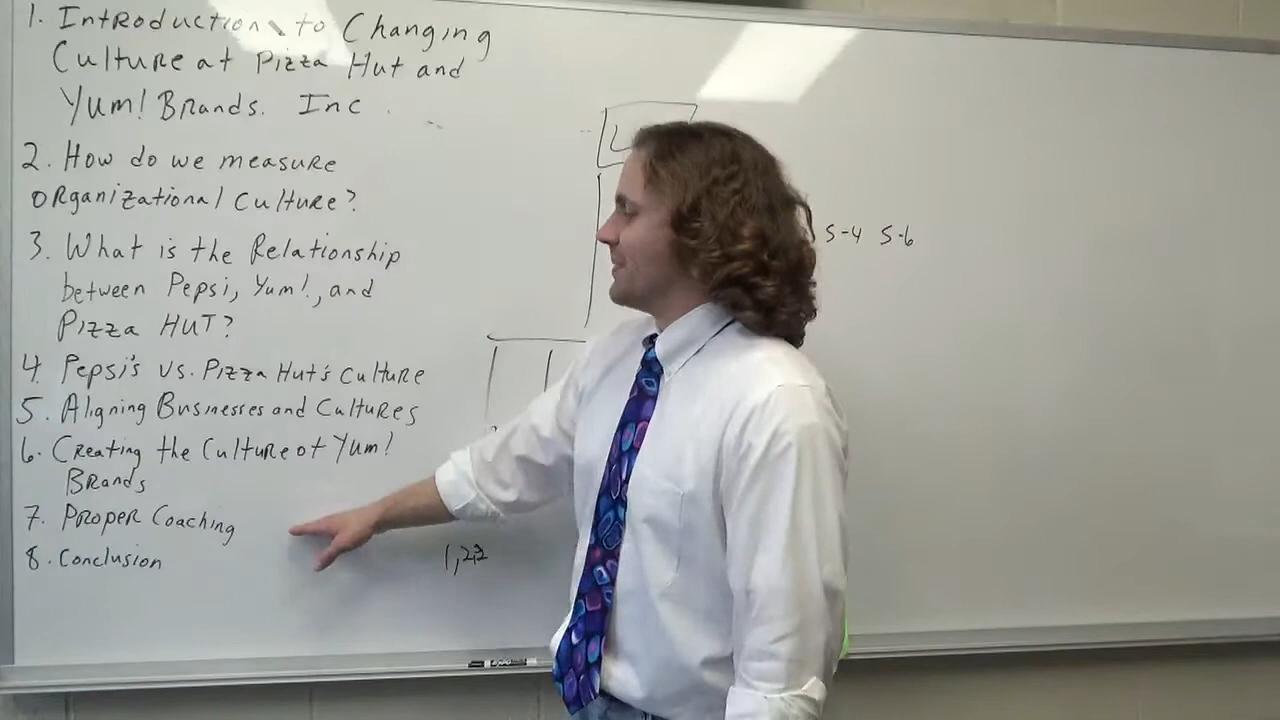 1. Introduction to Changing
Culture at Pizza Hut and
Yum! Brands. Inc
2. How do we measure
organizational culture?
3. What is the Relationship
between Pepsi, Yum!, and
Pizza HUT?
4. Pepsi's vs. Pizza Hut's Culture
5. Aligning Businesses and Cultures
6. Creating the Culture of Yum!
Brands
7. Proper Coaching
8. Conclusion
L
5-4 5-6
1,2,2